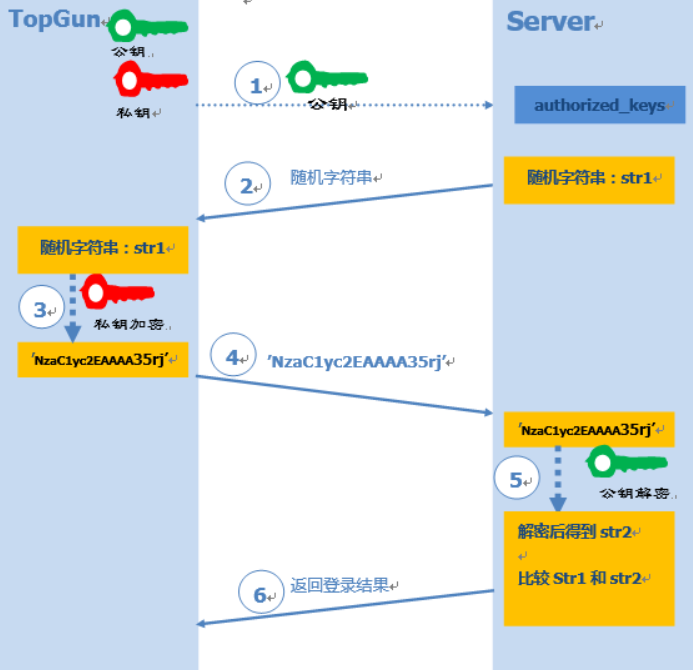 TopGun
Server
公钥
私钥
1
公钥
authorized_keys
2
随机字符串
随机字符串：str1
随机字符串：str1
3
私钥加密
'NzaC1yc2EAAAA35rj'
4
'NzaC1yc2EAAAA35rj'
'NzaC1yc2EAAAA35rj'
5
公钥解密
解密后得到 str2
比较 Str1 和 str2
6
返回登录结果